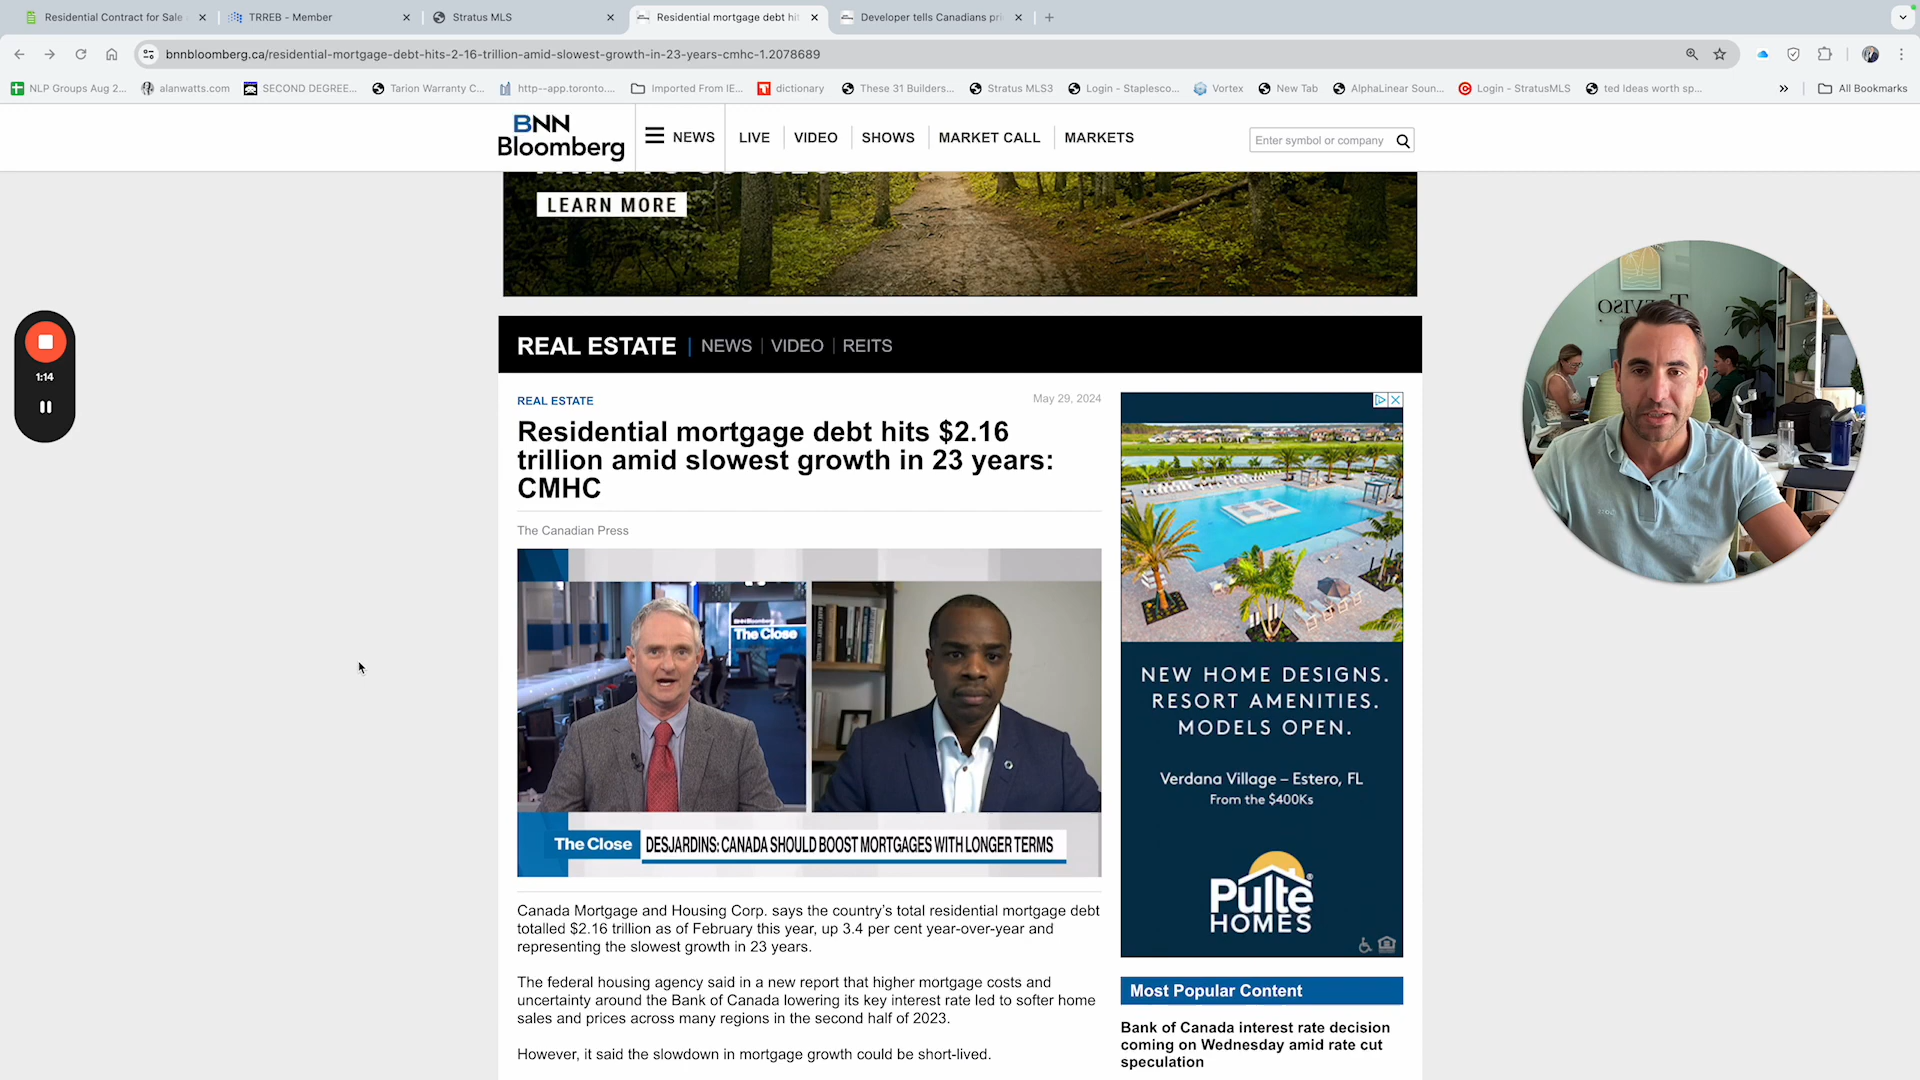 Residential Contract for Sale
TRREB - Member
Stratus MLS
Residential mortgage debt hit
Developer tells Canadians pri
bnnbloomberg.ca/residential-mortgage-debt-hits-2-16-trillion-amid-slowest-growth-in-23-years-cmhc-1.2078689
NLP Groups Aug 2...
alanwatts.com
SECOND DEGREE...
Tarion Warranty C...
http--app.toronto....
Imported From IE...
dictionary
These 31 Builders...
Stratus MLS3
Login - Staplesco...
Vortex
New Tab
AlphaLinear Soun...
Login - StratusMLS
ted Ideas worth sp...
All Bookmarks
BNN
Bloomberg
NEWS
LIVE
VIDEO
SHOWS
MARKET CALL
MARKETS
Enter symbol or company
LEARN MORE
REAL ESTATE | NEWS | VIDEO | REITS
1:14
REAL ESTATE
May 29, 2024
Residential mortgage debt hits $2.16
trillion amid slowest growth in 23 years:
CMHC
The Canadian Press
BNN Bloomberg
The Close
The Close
DESJARDINS: CANADA SHOULD BOOST MORTGAGES WITH LONGER TERMS
Canada Mortgage and Housing Corp. says the country's total residential mortgage debt
totalled $2.16 trillion as of February this year, up 3.4 per cent year-over-year and
representing the slowest growth in 23 years.
The federal housing agency said in a new report that higher mortgage costs and
uncertainty around the Bank of Canada lowering its key interest rate led to softer home
sales and prices across many regions in the second half of 2023.
However, it said the slowdown in mortgage growth could be short-lived.
NEW HOME DESIGNS.
RESORT AMENITIES.
MODELS OPEN.
Verdana Village – Estero, FL
From the $400Ks
Pulte®
HOMES
Most Popular Content
Bank of Canada interest rate decision
coming on Wednesday amid rate cut
speculation